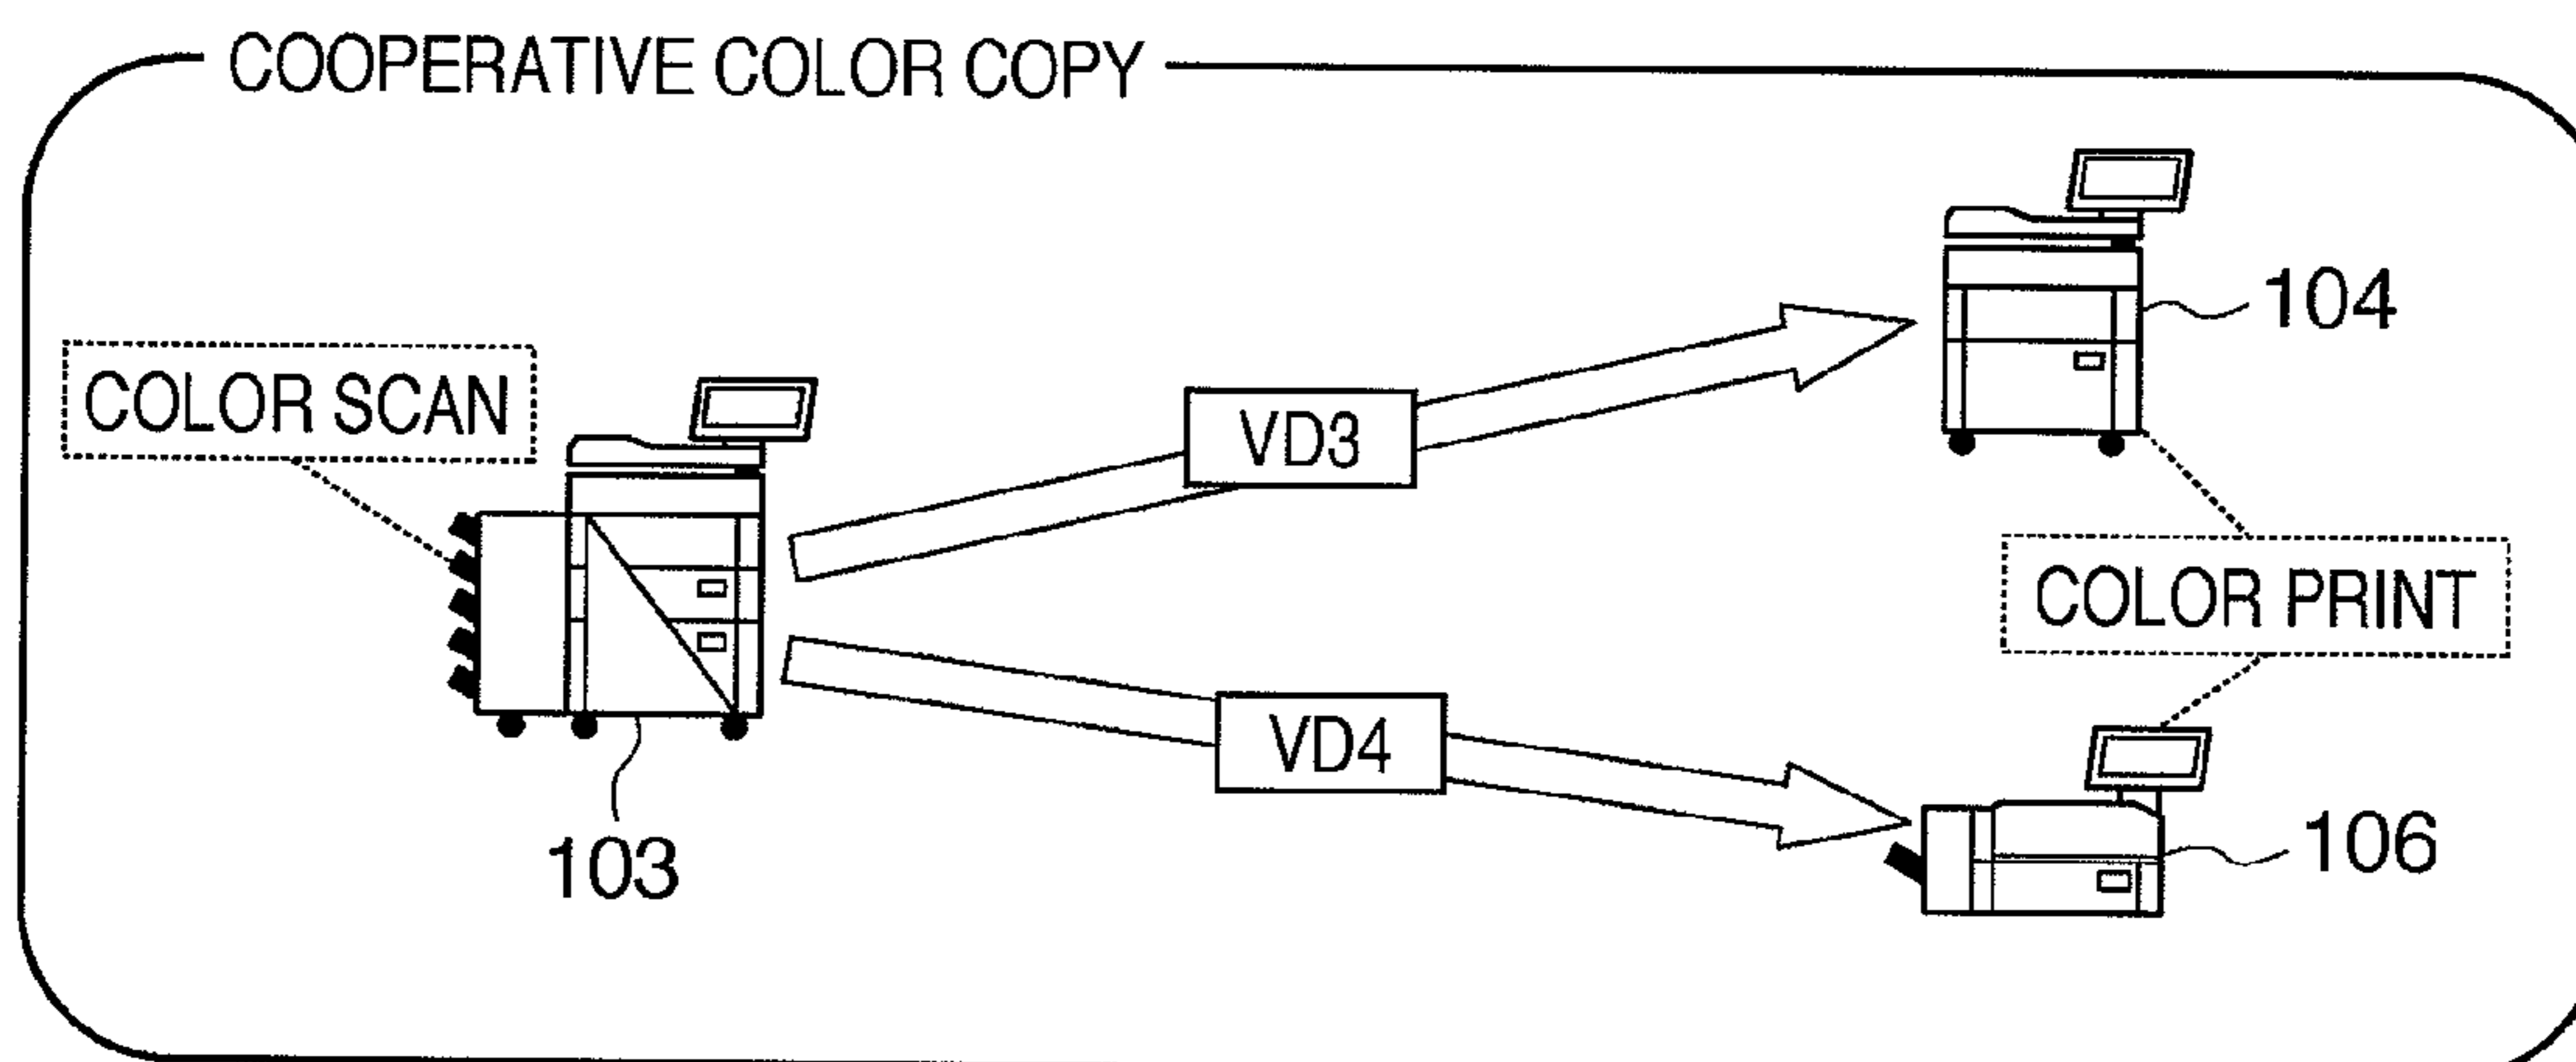 COOPERATIVE COLOR COPY
104
COLOR SCAN
VD3
COLOR PRINT
VD4
103
106